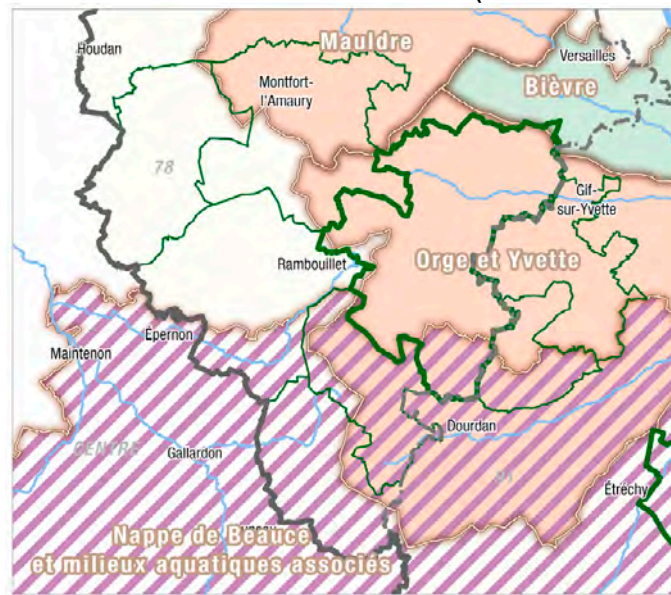 Houdan
Mauldre
Versailles
Montfort-
l'Amaury
Bièvre
78
Gif-
sur-Yvette
Rambouillet
Orge et Yvette
Épernon
Maintenon
Dourdan
CENTRE
Gallardon
91
Étréchy
Nappe de Beauce
et milieux aquatiques associés